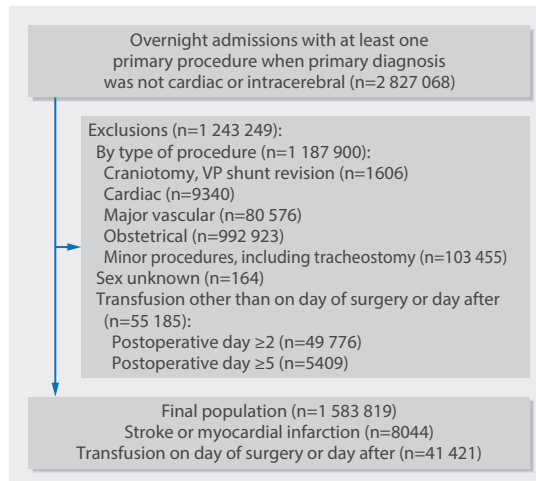 Overnight admissions with at least one
primary procedure when primary diagnosis
was not cardiac or intracerebral (n=2 827 068)
Exclusions (n=1 243 249):
By type of procedure (n=1 187 900):
Craniotomy, VP shunt revision (n=1606)
Cardiac (n=9340)
Major vascular (n=80 576)
Obstetrical (n=992 923)
Minor procedures, including tracheostomy (n=103 455)
Sex unknown (n=164)
Transfusion other than on day of surgery or day after
(n=55 185):
Postoperative day ≥2 (n=49 776)
Postoperative day ≥5 (n=5409)
Final population (n=1 583 819)
Stroke or myocardial infarction (n=8044)
Transfusion on day of surgery or day after (n=41 421)